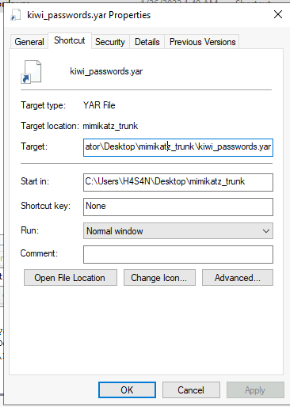 kiwi_passwords.yar Properties
General Shortcut Security Details Previous Versions
kiwi_passwords.yar
Target type: YAR File
Target location: mimikatz_trunk
Target: ator\Desktop\mimikatz_trunk\kiwi_passwords.yar
Start in: C:\Users\H4S4N\Desktop\mimikatz_trunk
Shortcut key: None
Run: Normal window
Comment:
Open File Location Change Icon... Advanced...
OK Cancel Apply